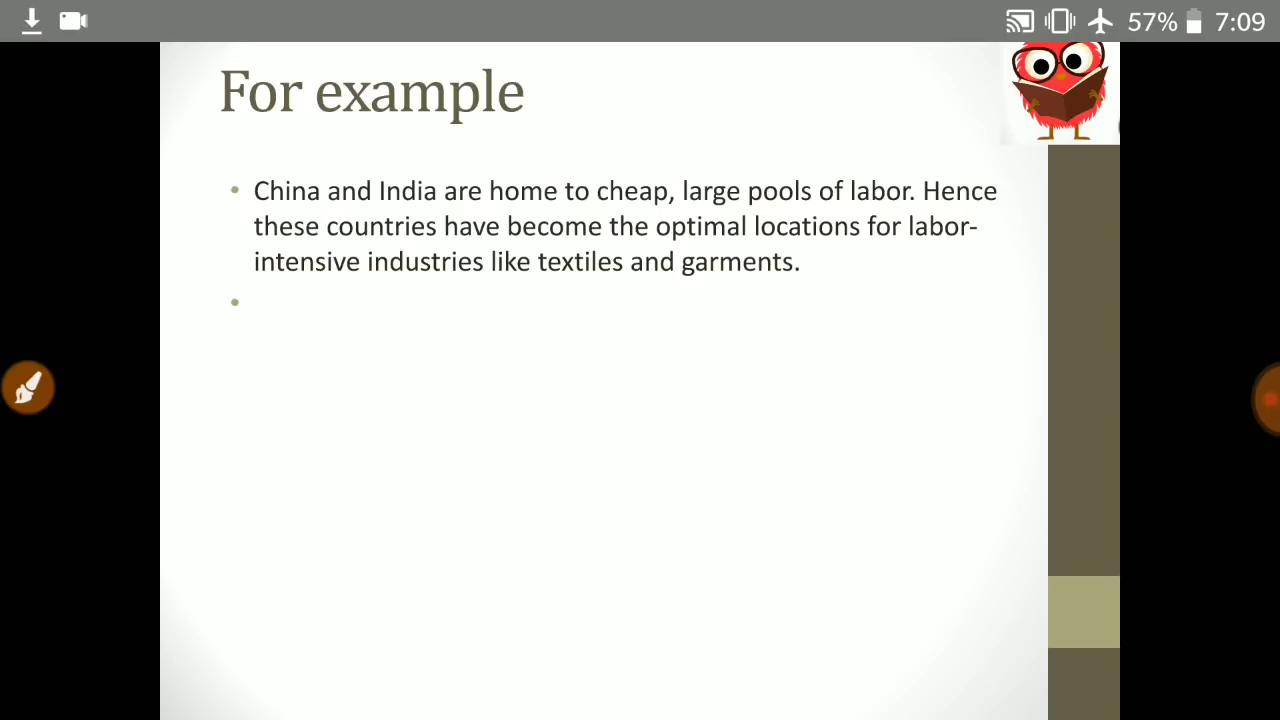 57% 7:09
For example
• China and India are home to cheap, large pools of labor. Hence
these countries have become the optimal locations for labor-
intensive industries like textiles and garments.
•